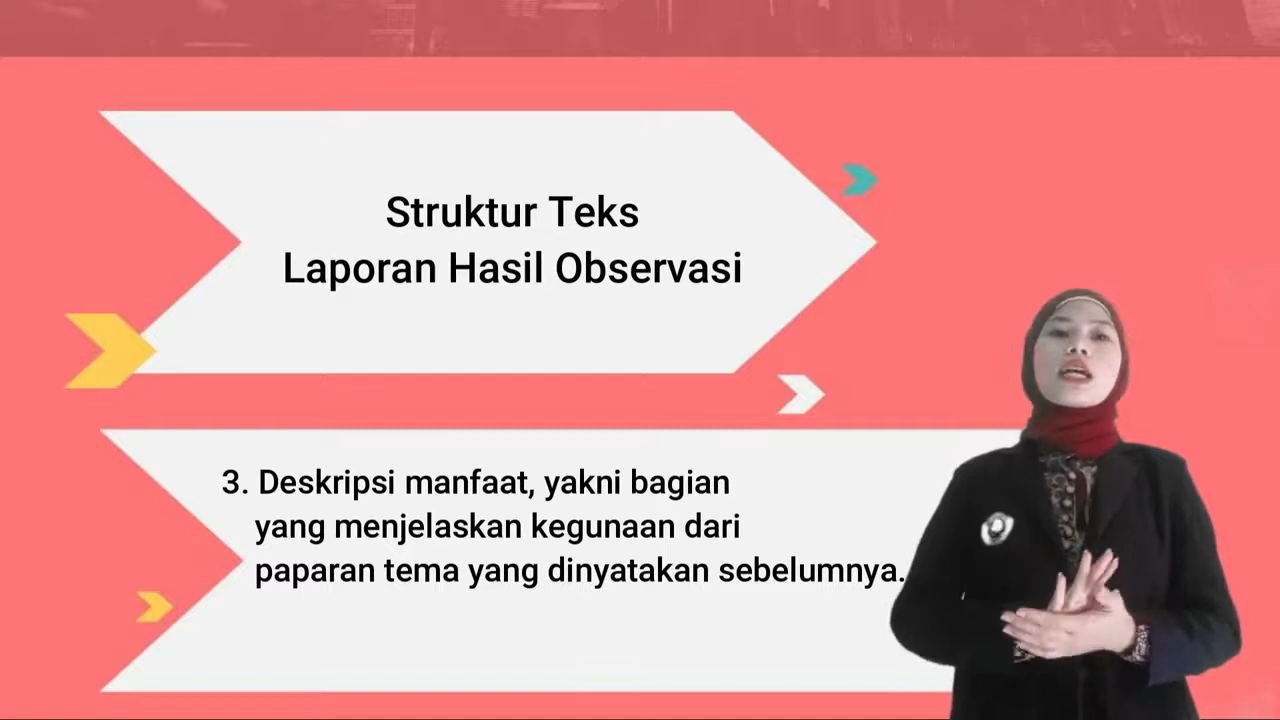 Struktur Teks
Laporan Hasil Observasi
3. Deskripsi manfaat, yakni bagian
yang menjelaskan kegunaan dari
paparan tema yang dinyatakan sebelumnya.